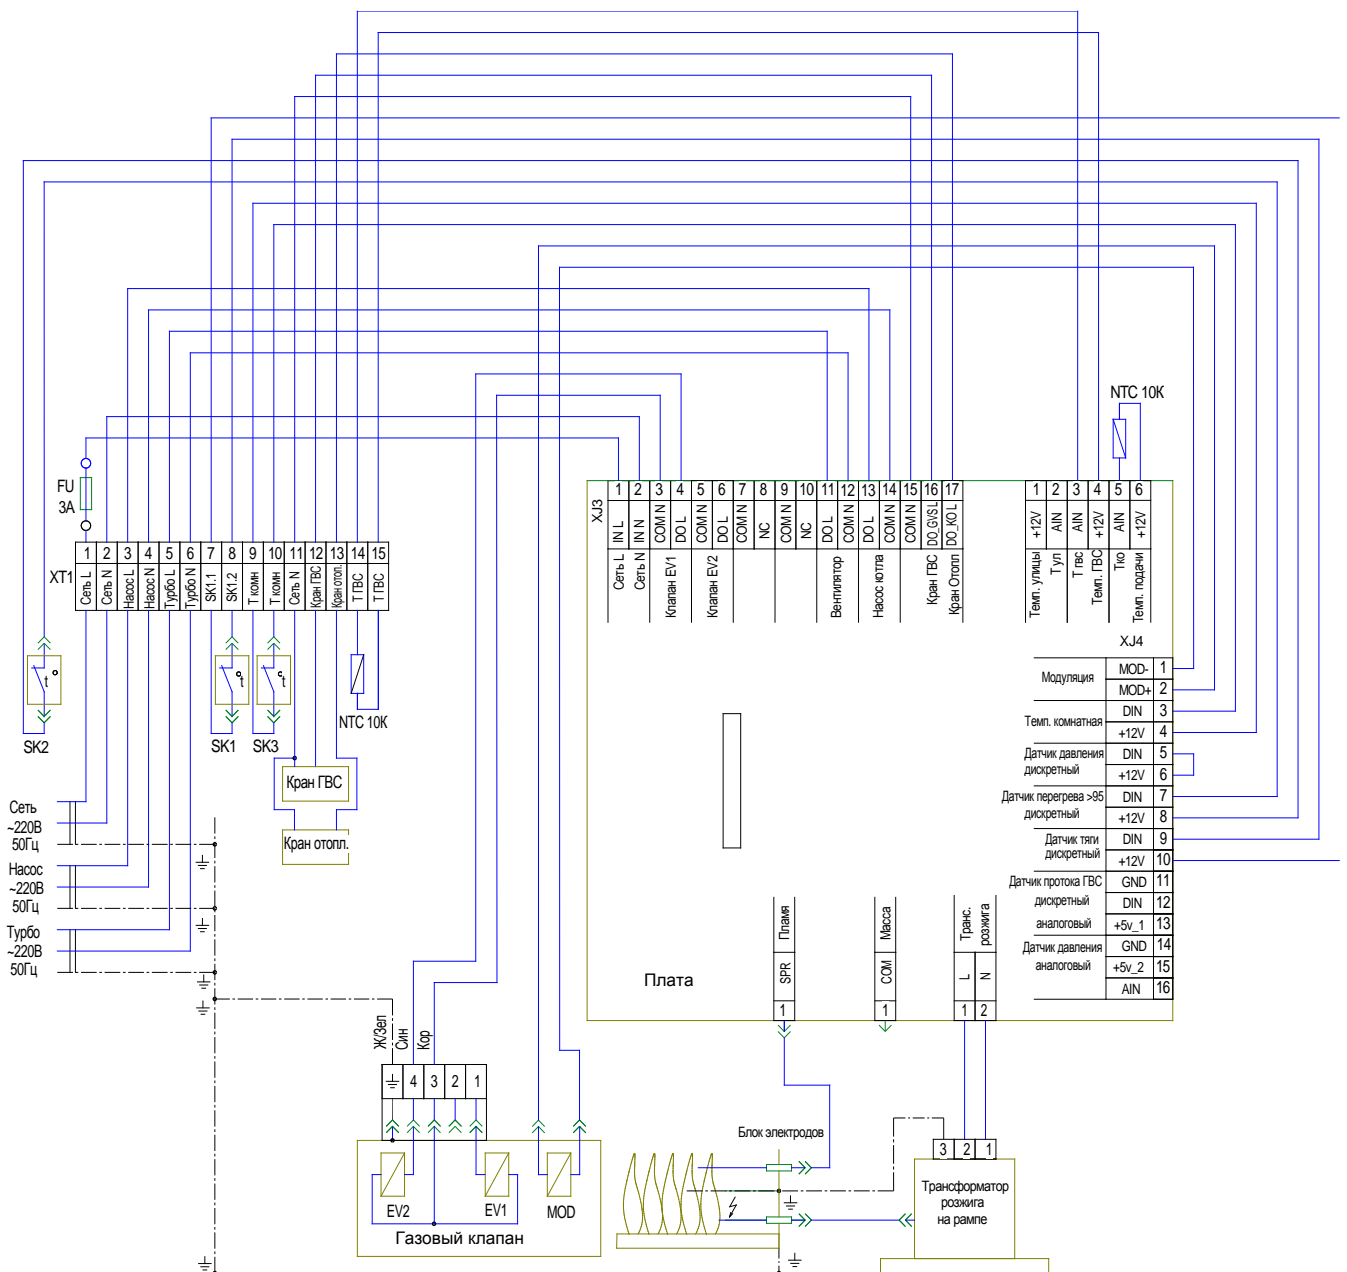 NTC 10К
FU
3A
XT1
1 2 3 4 5 6 7 8 9 10 11 12 13 14 15
Сеть L
Сеть N
Насос L
Насос N
Турбо L
Турбо N
SK1.1
SK1.2
Т комн
Т комн
Сеть N
Кран ГВС
Кран отоп.
Т ГВС
Т ГВС
XJ3
1 2 3 4 5 6 7 8 9 10 11 12 13 14 15 16 17
IN L
IN N
COM N
DO L
COM N
DO L
COM N
NC
COM N
NC
DO L
COM N
DO L
COM N
COM N
DO_GVSL
DO_KO L
Сеть L
Сеть N
Клапан EV1
Клапан EV2
Вентилятор
Насос котла
Кран ГВС
Кран Отопл
1 2 3 4 5 6
+12V
AIN
AIN
+12V
AIN
+12V
Темп. улицы
Т ул
Т гвс
Темп. ГВС
Тко
Темп. подачи
XJ4
Модуляция
MOD- 1
MOD+ 2
Темп. комнатная
DIN 3
+12V 4
Датчик давления
дискретный
DIN 5
+12V 6
Датчик перегрева >95
дискретный
DIN 7
+12V 8
Датчик тяги
дискретный
DIN 9
+12V 10
Датчик протока ГВС
дискретный
аналоговый
GND 11
DIN 12
+5v_1 13
Датчик давления
аналоговый
GND 14
+5v_2 15
AIN 16
t°
SK2
t°
SK1
t°
SK3
NTC 10К
Кран ГВС
Кран отопл.
Сеть
~220В
50Гц
Насос
~220В
50Гц
Турбо
~220В
50Гц
Плата
Пламя
SPR
1
Масса
COM
1
Транс.
розжига
L
N
1 2
Ж/Зел
Син
Кор
4 3 2 1
EV2
EV1
MOD
Газовый клапан
Блок электродов
3 2 1
Трансформатор
розжига
на рампе